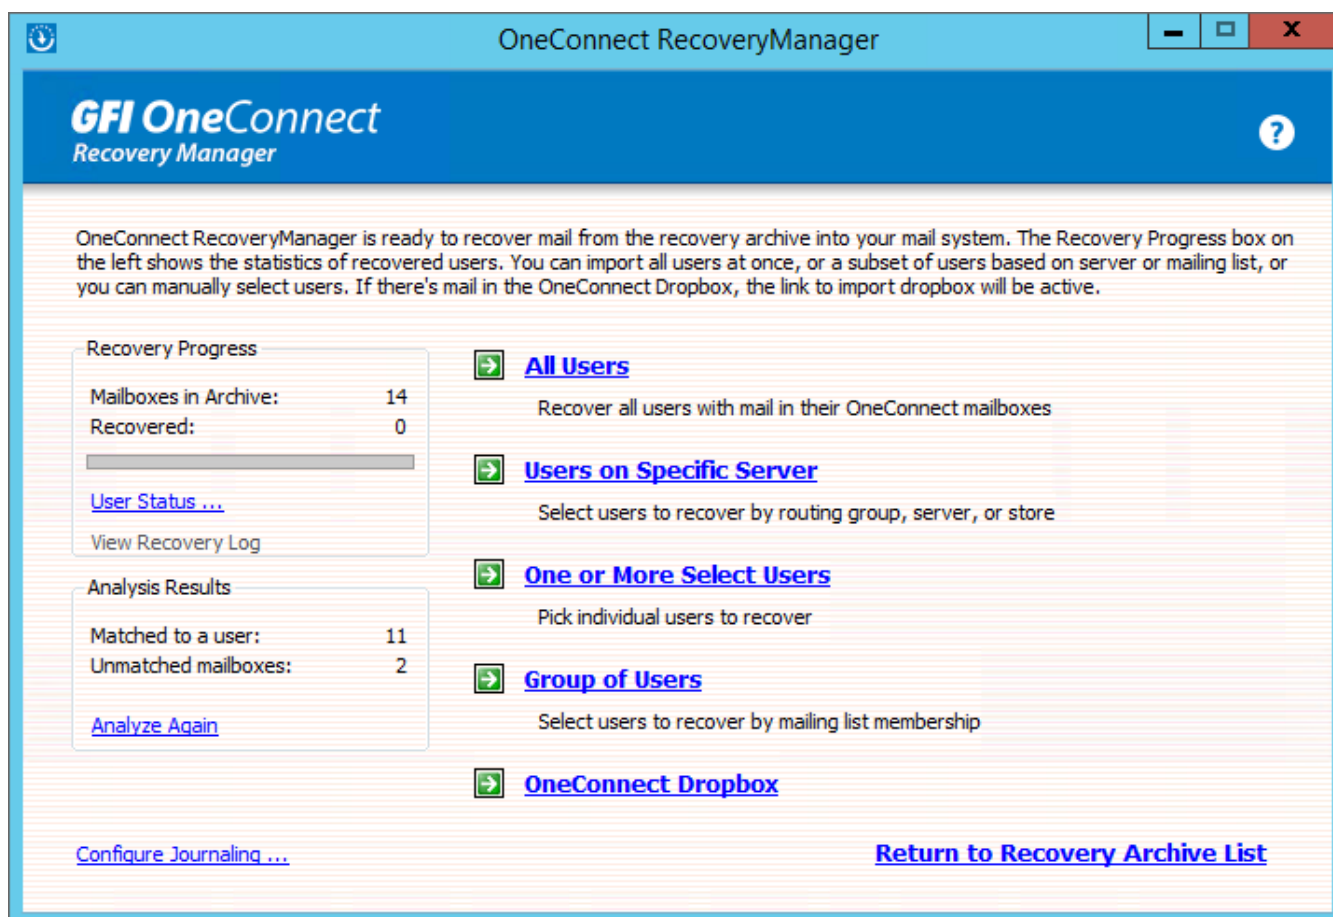 OneConnect RecoveryManager
X
GFI OneConnect
Recovery Manager
?
OneConnect RecoveryManager is ready to recover mail from the recovery archive into your mail system. The Recovery Progress box on
the left shows the statistics of recovered users. You can import all users at once, or a subset of users based on server or mailing list, or
you can manually select users. If there's mail in the OneConnect Dropbox, the link to import dropbox will be active.
Recovery Progress
Mailboxes in Archive: 14
Recovered: 0
User Status ...
View Recovery Log
Analysis Results
Matched to a user: 11
Unmatched mailboxes: 2
Analyze Again
All Users
Recover all users with mail in their OneConnect mailboxes
Users on Specific Server
Select users to recover by routing group, server, or store
One or More Select Users
Pick individual users to recover
Group of Users
Select users to recover by mailing list membership
OneConnect Dropbox
Configure Journaling ...
Return to Recovery Archive List